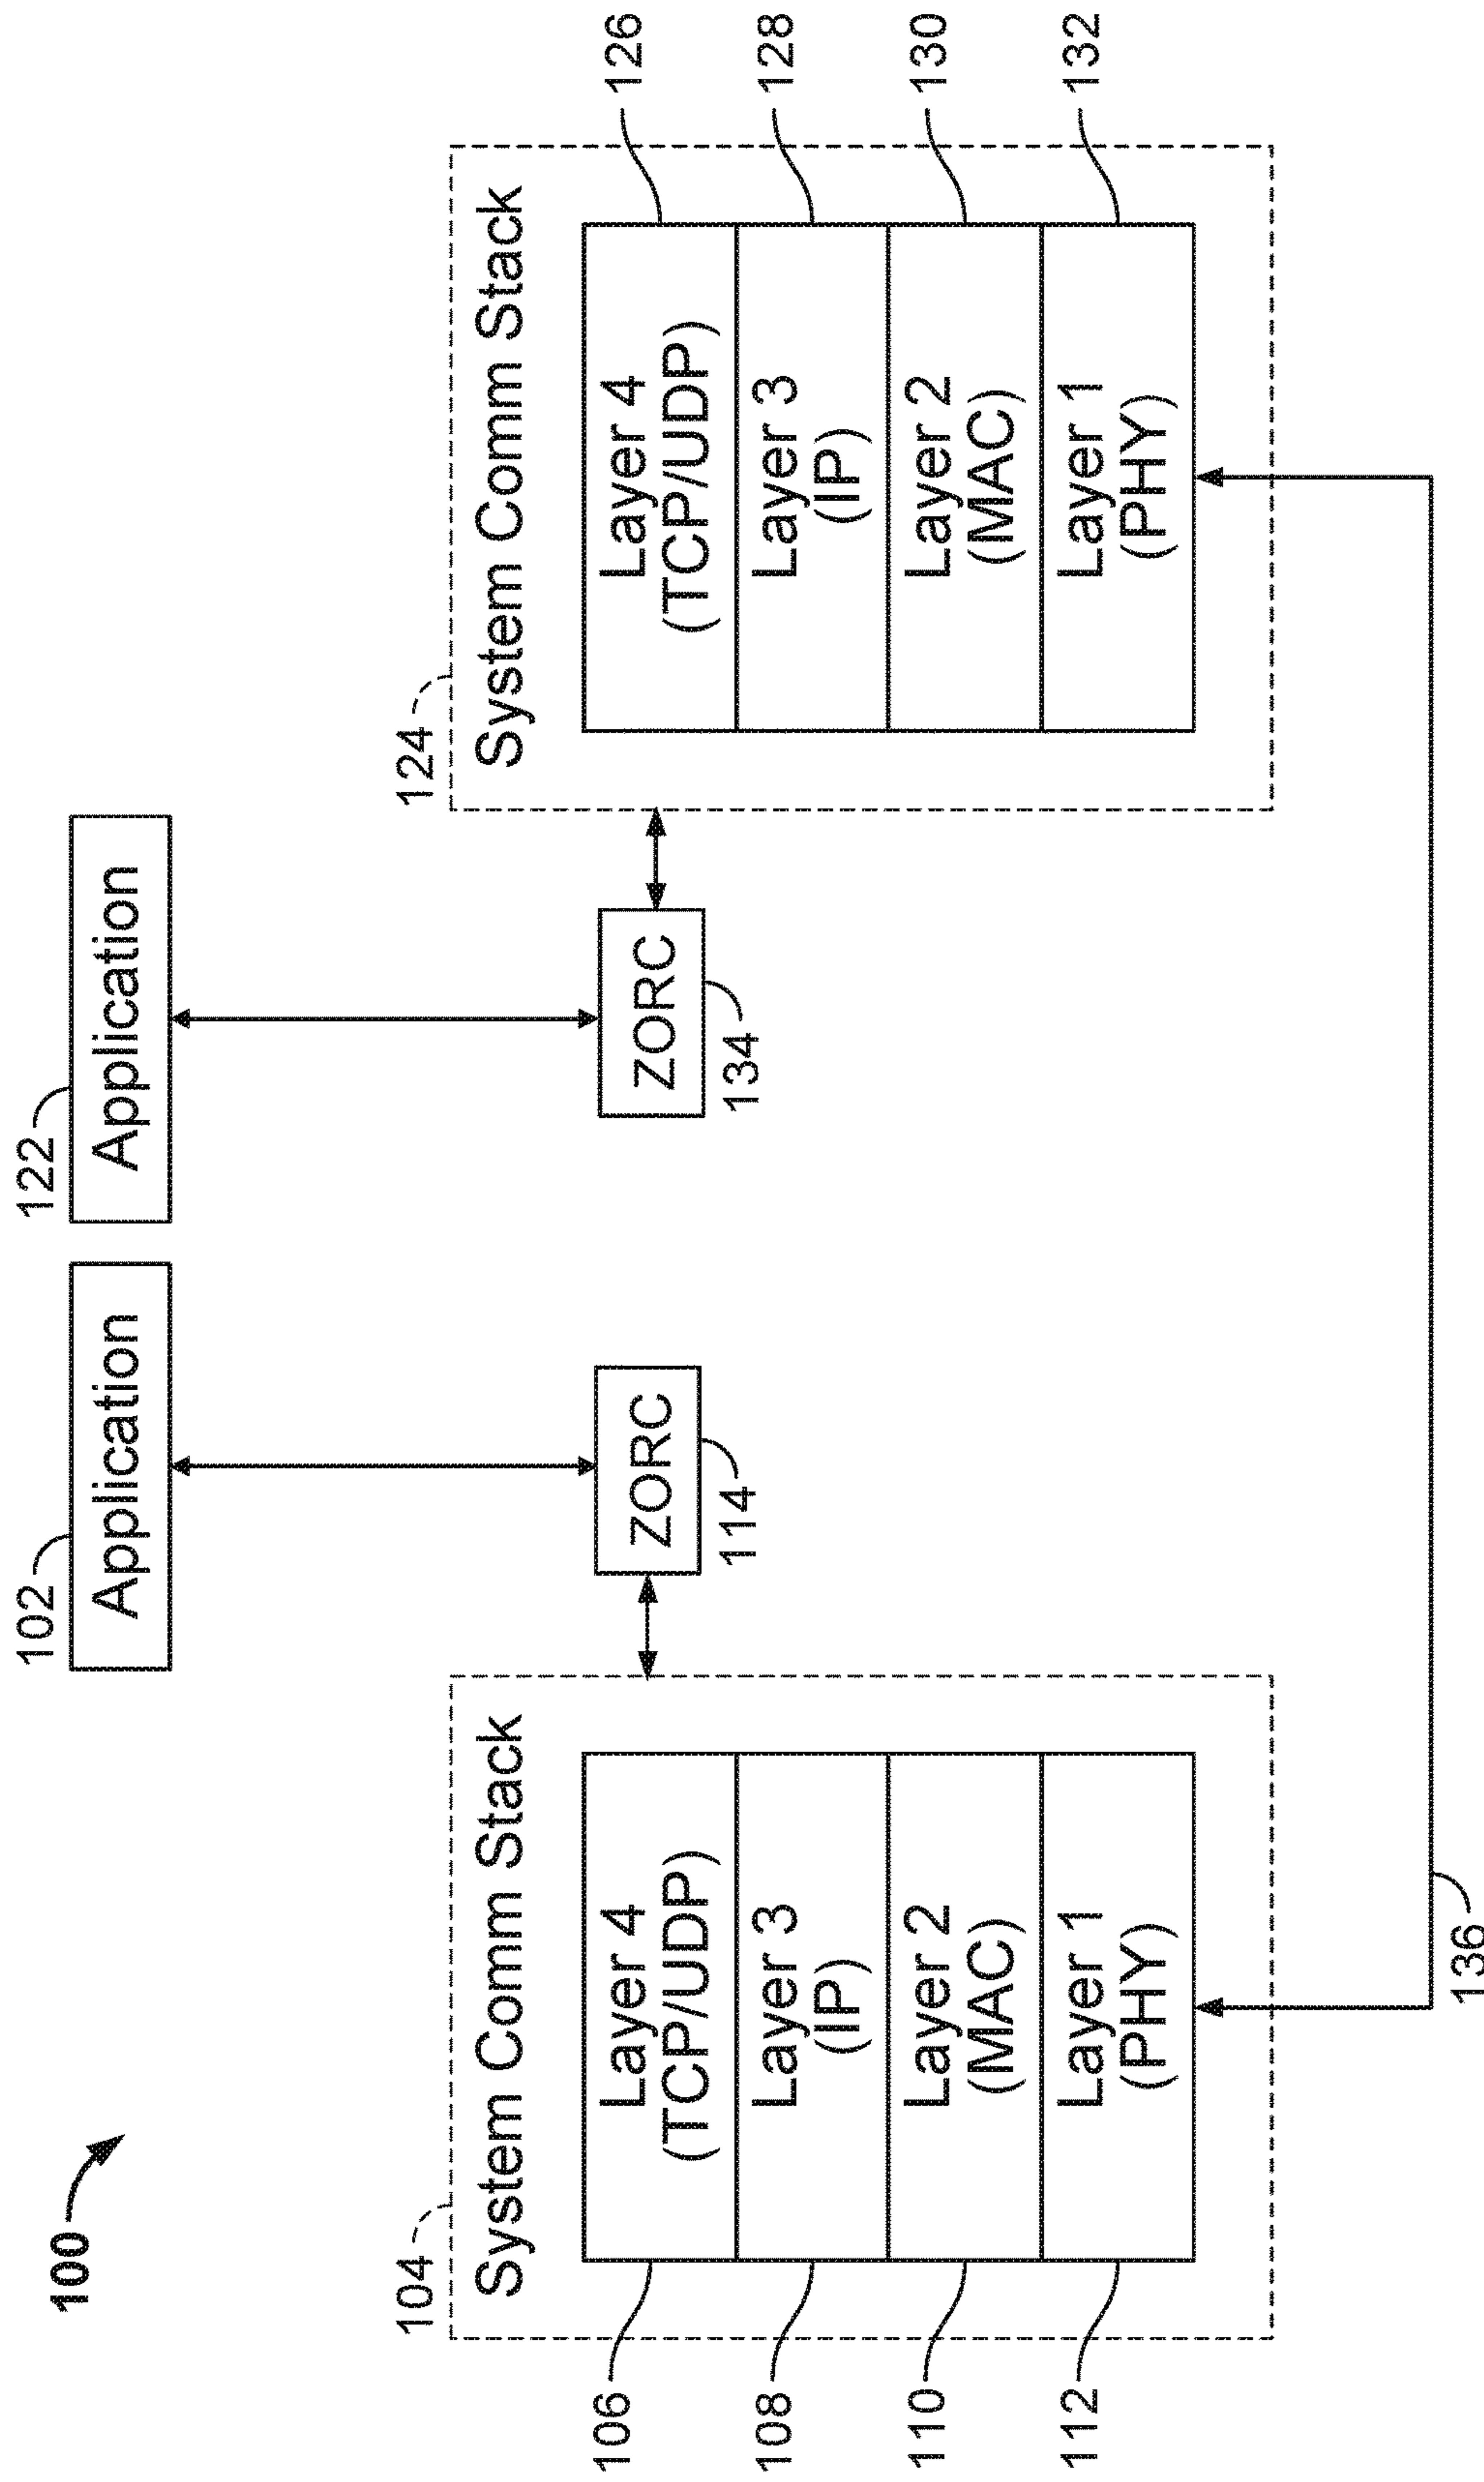 100
102
Application
122
Application
104
System Comm Stack
124
System Comm Stack
106
Layer 4
(TCP/UDP)
108
Layer 3
(IP)
110
Layer 2
(MAC)
112
Layer 1
(PHY)
ZORC
114
ZORC
134
Layer 4
(TCP/UDP)
126
Layer 3
(IP)
128
Layer 2
(MAC)
130
Layer 1
(PHY)
132
136